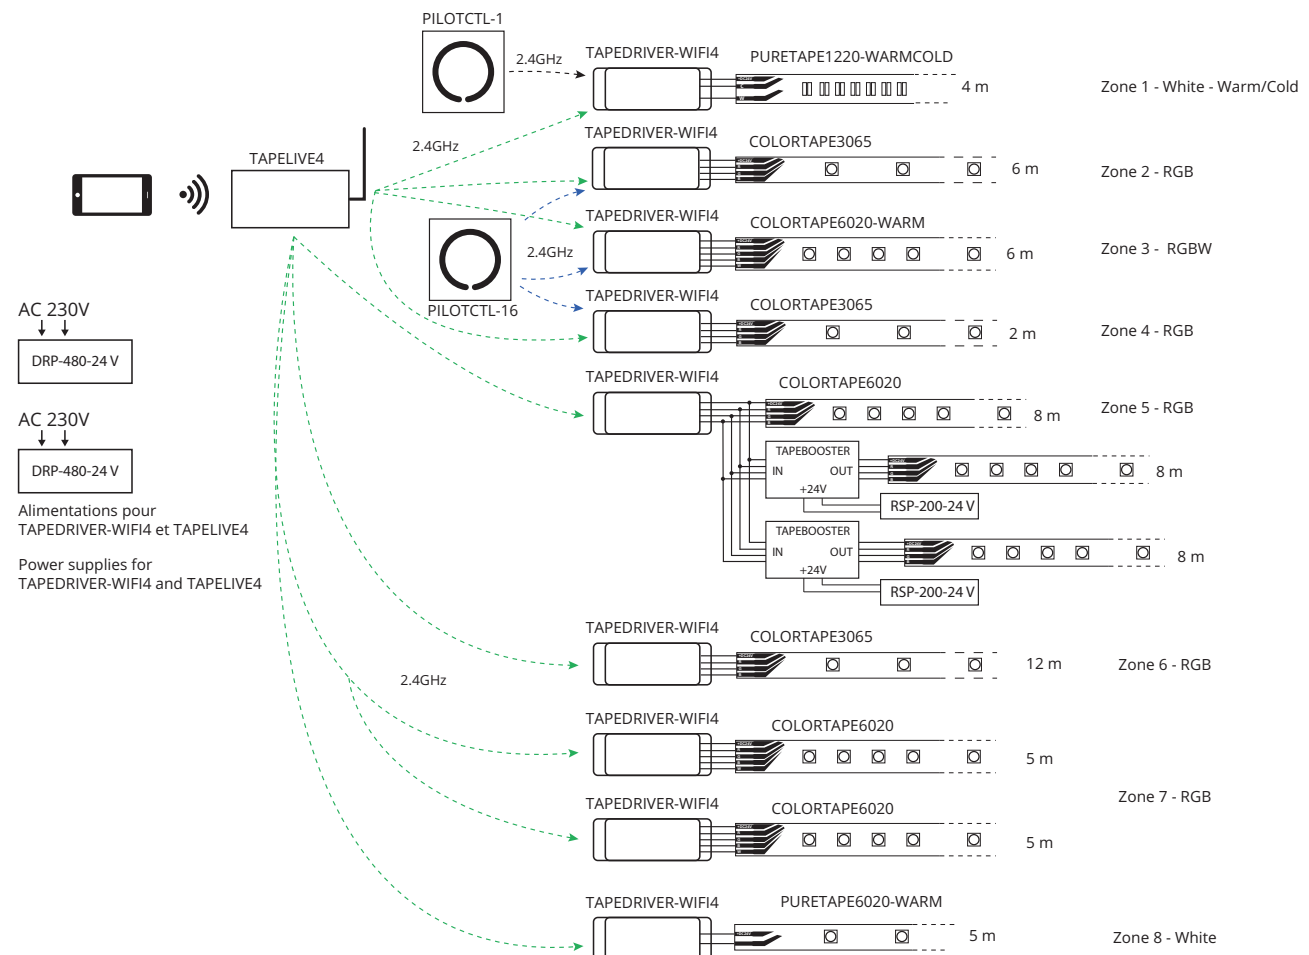 PILOTCTL-1
2.4GHz
TAPEDRIVER-WIFI4
PURETAPE1220-WARMCOLD
4 m
Zone 1 - White - Warm/Cold
2.4GHz
TAPELIVE4
TAPEDRIVER-WIFI4
COLORTAPE3065
6 m
Zone 2 - RGB
TAPEDRIVER-WIFI4
COLORTAPE6020-WARM
2.4GHz
6 m
Zone 3 - RGBW
PILOTCTL-16
TAPEDRIVER-WIFI4
COLORTAPE3065
2 m
Zone 4 - RGB
AC 230V
DRP-480-24 V
AC 230V
DRP-480-24 V
Alimentations pour
TAPEDRIVER-WIFI4 et TAPELIVE4
Power supplies for
TAPEDRIVER-WIFI4 and TAPELIVE4
TAPEDRIVER-WIFI4
COLORTAPE6020
8 m
Zone 5 - RGB
TAPEBOOSTER
IN OUT
+24V
8 m
RSP-200-24 V
TAPEBOOSTER
IN OUT
+24V
8 m
RSP-200-24 V
TAPEDRIVER-WIFI4
COLORTAPE3065
12 m
Zone 6 - RGB
2.4GHz
TAPEDRIVER-WIFI4
COLORTAPE6020
5 m
Zone 7 - RGB
TAPEDRIVER-WIFI4
COLORTAPE6020
5 m
TAPEDRIVER-WIFI4
PURETAPE6020-WARM
5 m
Zone 8 - White